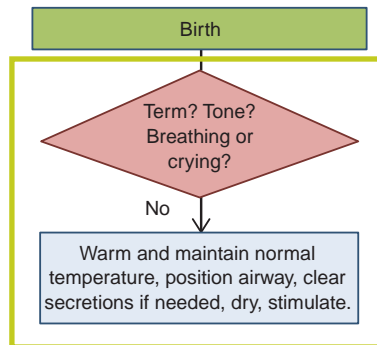 Birth
Term? Tone?
Breathing or
crying?
No
Warm and maintain normal
temperature, position airway, clear
secretions if needed, dry, stimulate.